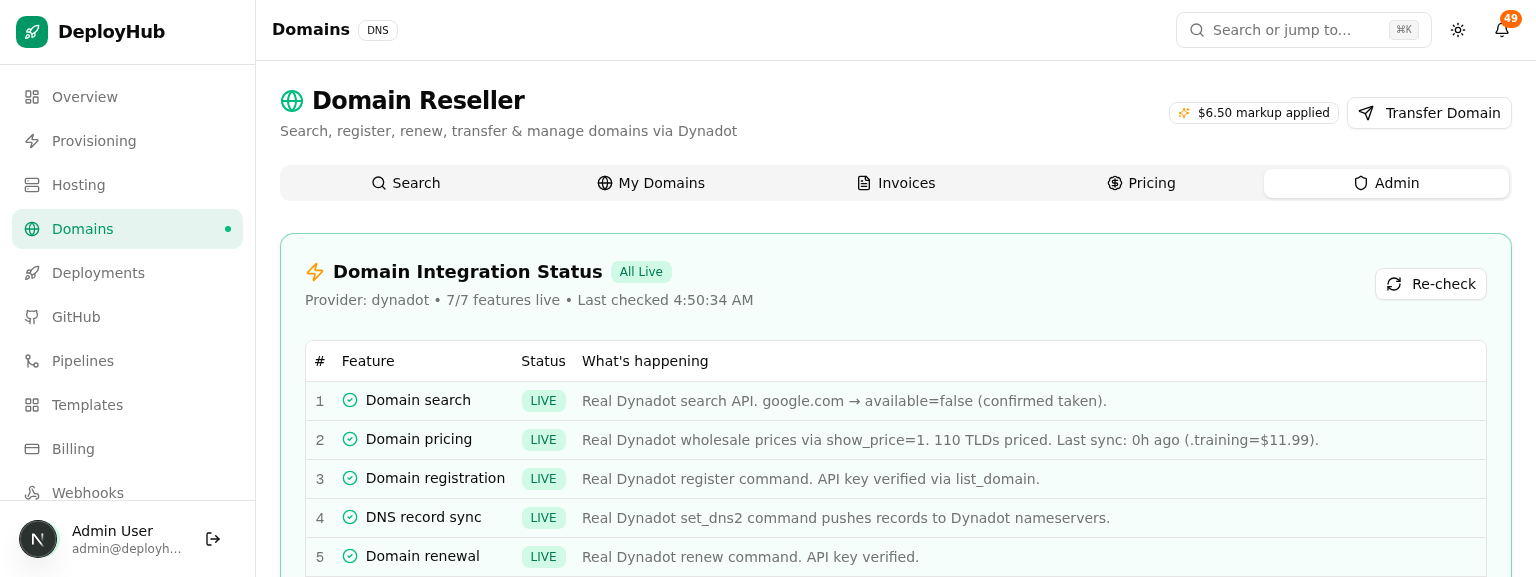 DeployHub
Domains DNS
Search or jump to... ⌘K
49
Overview
Provisioning
Hosting
Domains
Deployments
GitHub
Pipelines
Templates
Billing
Webhooks
N
Admin User
admin@deployh...
Domain Reseller
Search, register, renew, transfer & manage domains via Dynadot
$6.50 markup applied
Transfer Domain
Search
My Domains
Invoices
Pricing
Admin
Domain Integration Status All Live
Provider: dynadot • 7/7 features live • Last checked 4:50:34 AM
Re-check
# Feature Status What's happening
1 Domain search LIVE Real Dynadot search API. google.com → available=false (confirmed taken).
2 Domain pricing LIVE Real Dynadot wholesale prices via show_price=1. 110 TLDs priced. Last sync: 0h ago (.training=$11.99).
3 Domain registration LIVE Real Dynadot register command. API key verified via list_domain.
4 DNS record sync LIVE Real Dynadot set_dns2 command pushes records to Dynadot nameservers.
5 Domain renewal LIVE Real Dynadot renew command. API key verified.